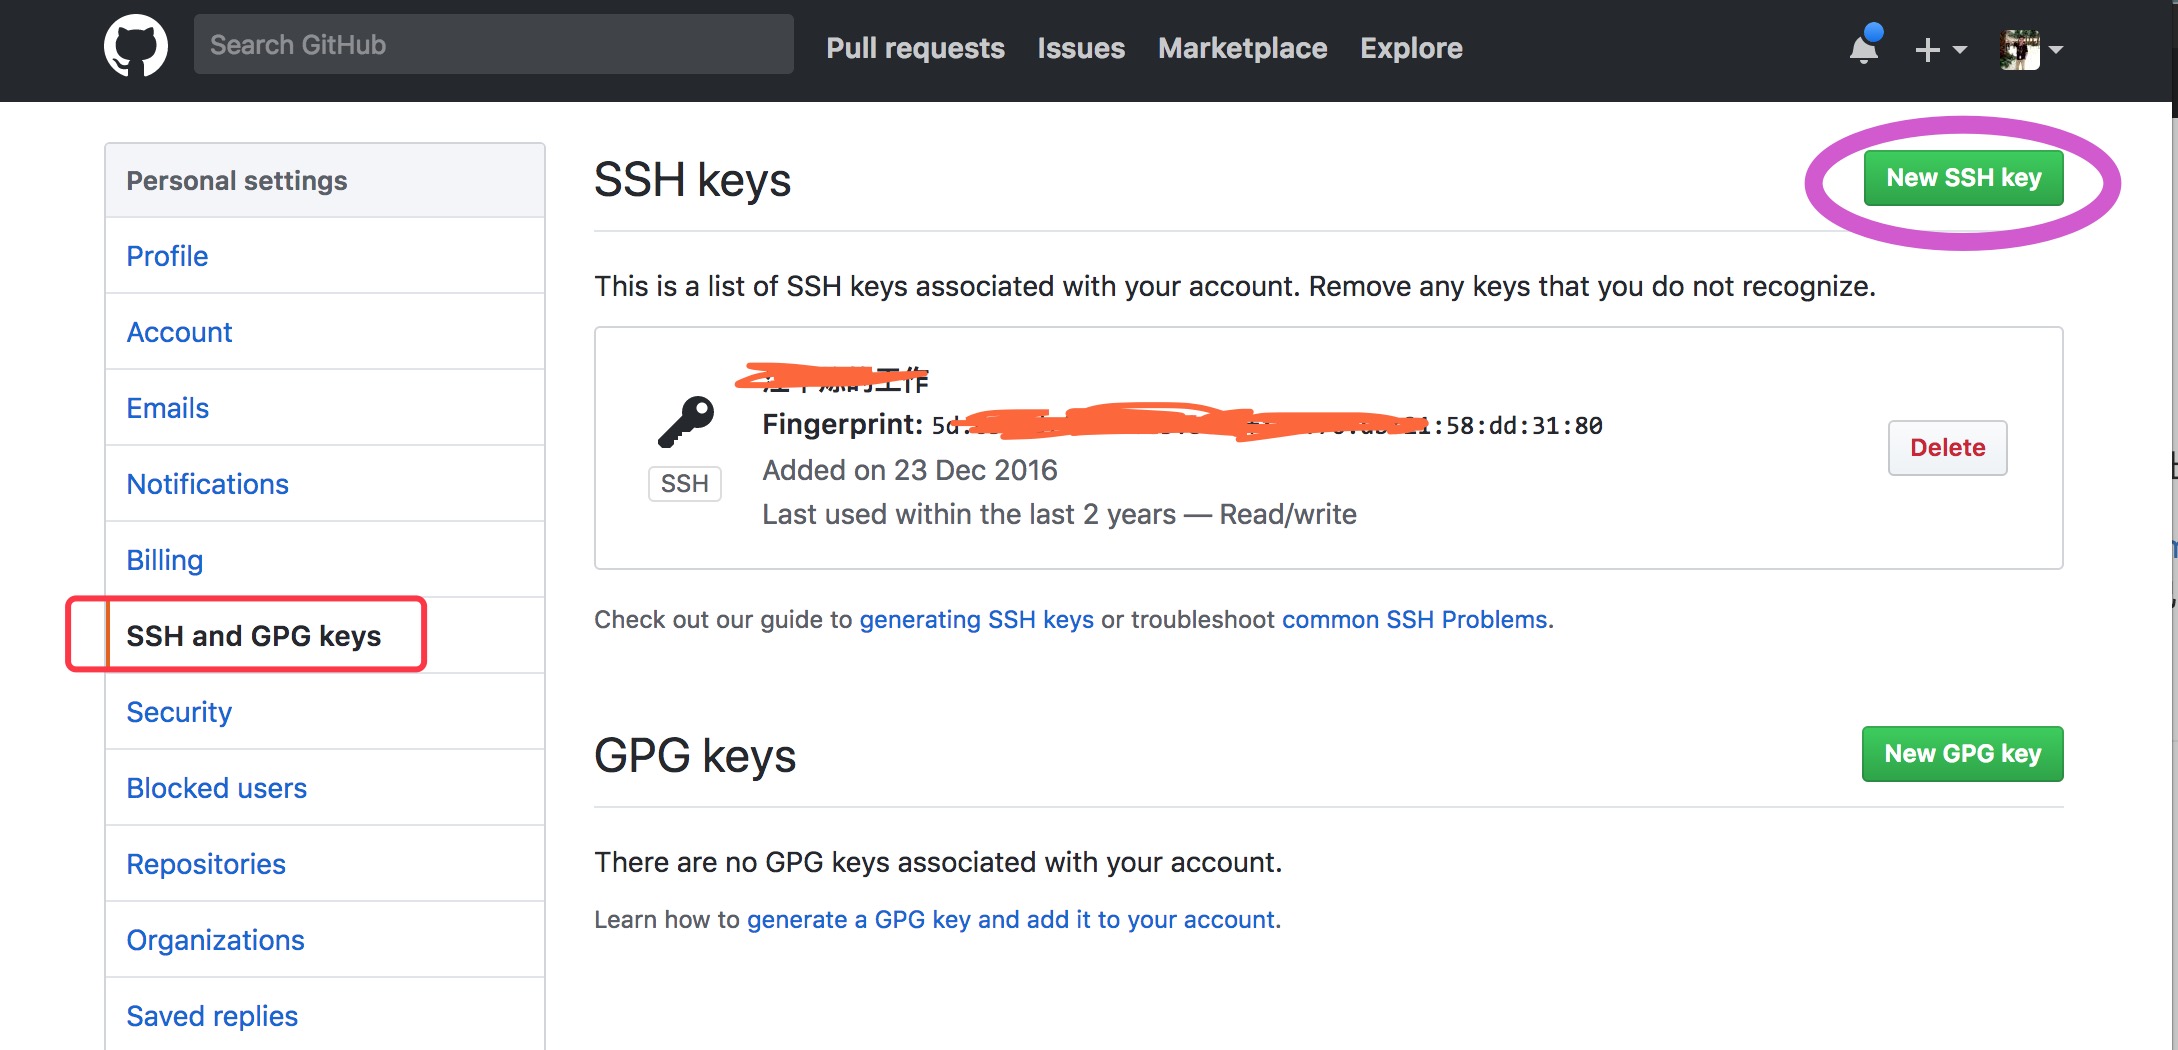 Search GitHub
Pull requests Issues Marketplace Explore
Personal settings
Profile
Account
Emails
Notifications
Billing
SSH and GPG keys
Security
Blocked users
Repositories
Organizations
Saved replies
SSH keys
New SSH key
This is a list of SSH keys associated with your account. Remove any keys that you do not recognize.
工作
Fingerprint: 5d: :58:dd:31:80
Added on 23 Dec 2016
Last used within the last 2 years — Read/write
SSH
Delete
Check out our guide to generating SSH keys or troubleshoot common SSH Problems.
GPG keys
New GPG key
There are no GPG keys associated with your account.
Learn how to generate a GPG key and add it to your account.